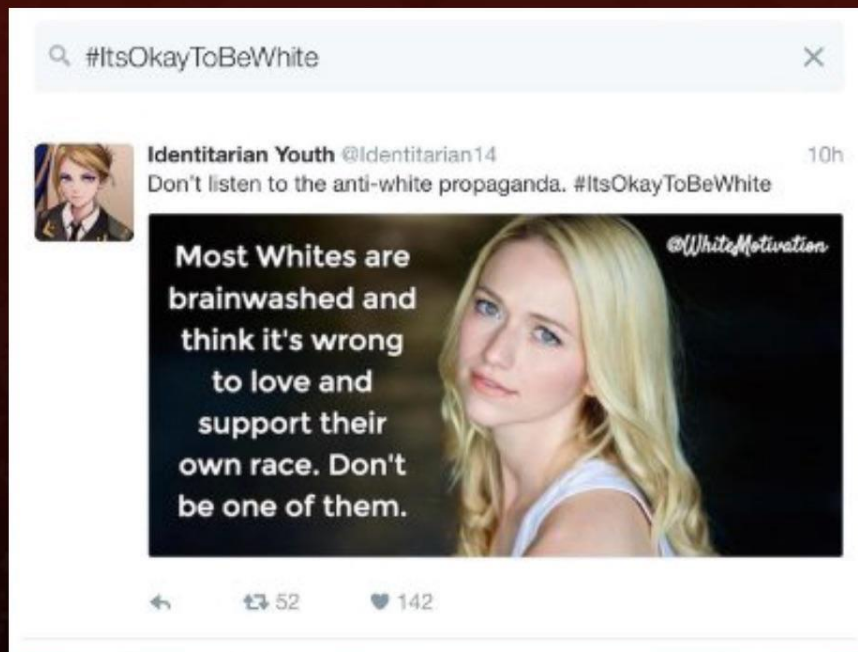 #ItsOkayToBeWhite
Identitarian Youth @Identitarian14 10h
Don't listen to the anti-white propaganda. #ItsOkayToBeWhite
@WhiteMotivation
Most Whites are
brainwashed and
think it's wrong
to love and
support their
own race. Don't
be one of them.
52 142